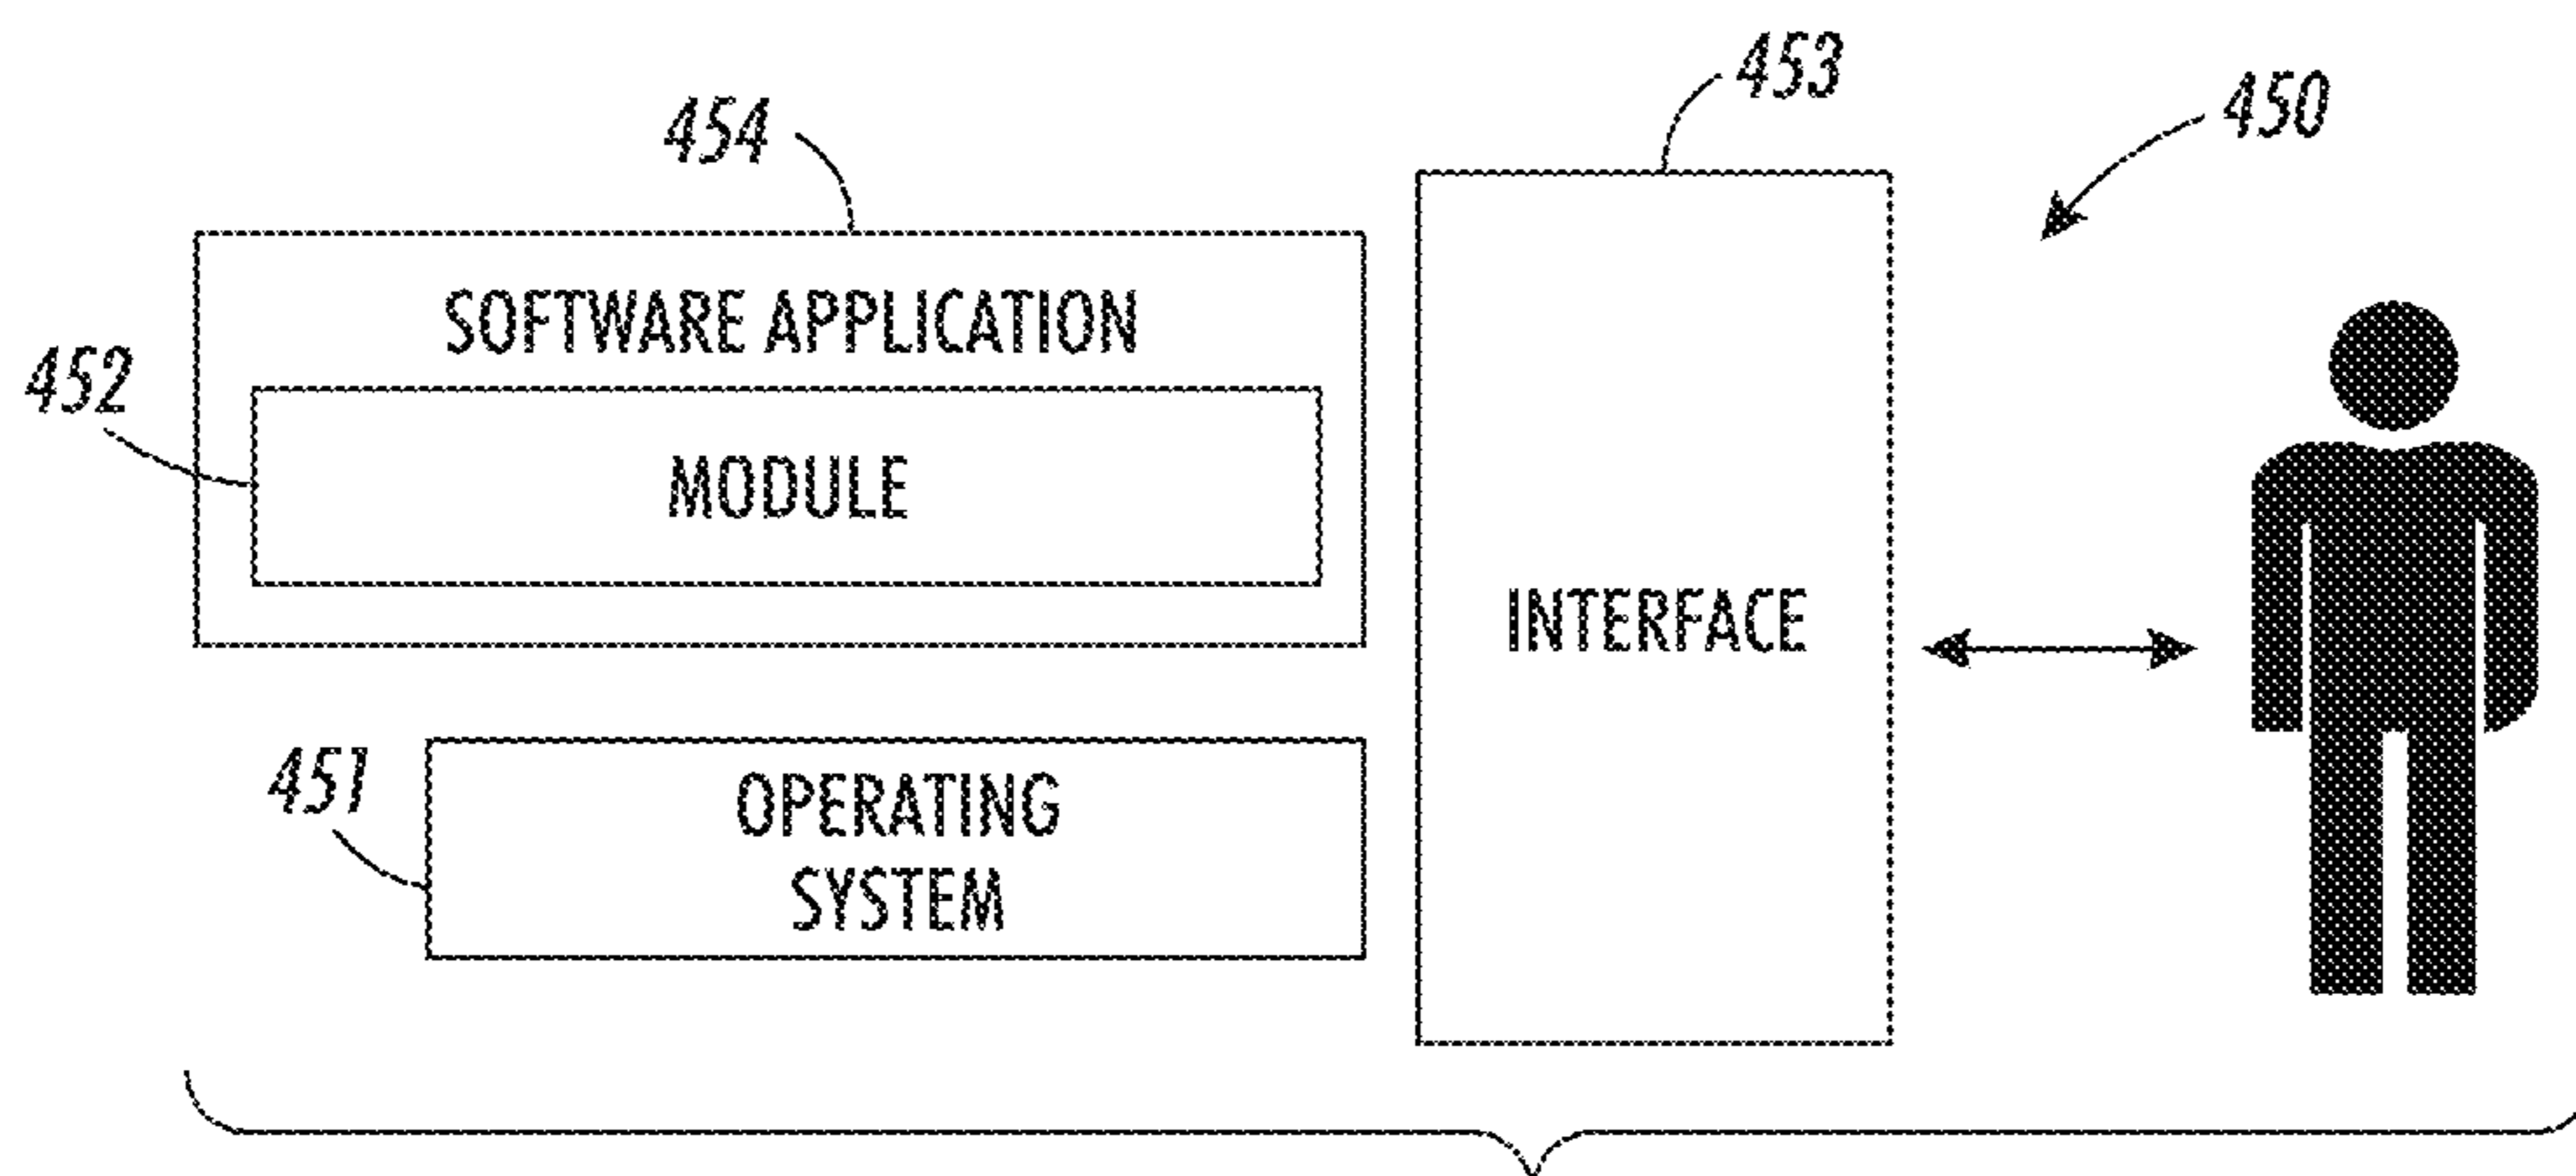 453
450
454
SOFTWARE APPLICATION
452
MODULE
INTERFACE
451
OPERATING
SYSTEM